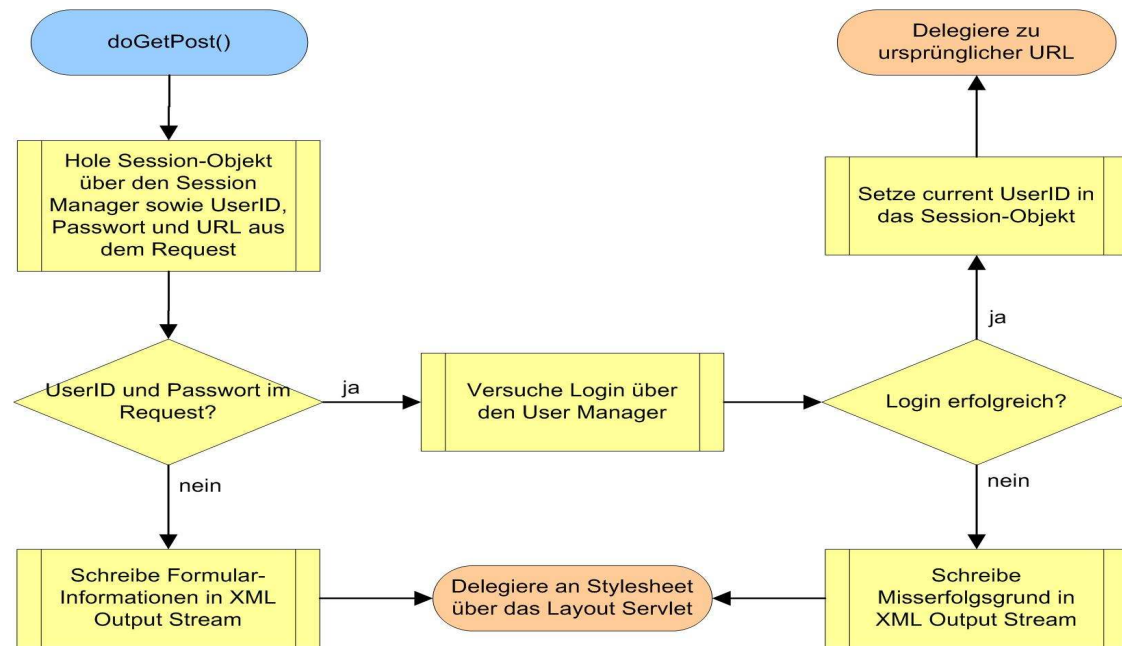 doGetPost()
Hole Session-Objekt
über den Session
Manager sowie UserID,
Passwort und URL aus
dem Request
UserID und Passwort im
Request?
ja
nein
Schreibe Formular-
Informationen in XML
Output Stream
Versuche Login über
den User Manager
Delegiere an Stylesheet
über das Layout Servlet
Delegiere zu
ursprünglicher URL
Setze current UserID in
das Session-Objekt
ja
Login erfolgreich?
nein
Schreibe
Misserfolgsgrund in
XML Output Stream